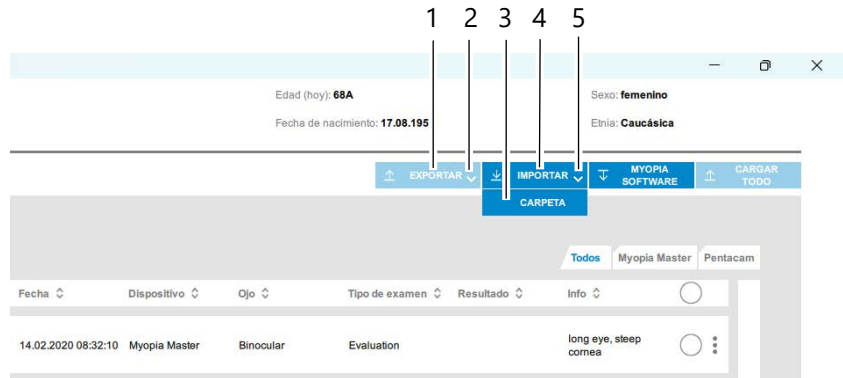 1 2 3 4 5
Edad (hoy): 68A
Sexo: femenino
Fecha de nacimiento: 17.08.195
Etnia: Caucásica
EXPORTAR
IMPORTAR
MYOPIA
SOFTWARE
CARGAR
TODO
CARPETA
Todos Myopia Master Pentacam
Fecha Dispositivo Ojo Tipo de examen Resultado Info
14.02.2020 08:32:10 Myopia Master Binocular Evaluation long eye, steep
cornea